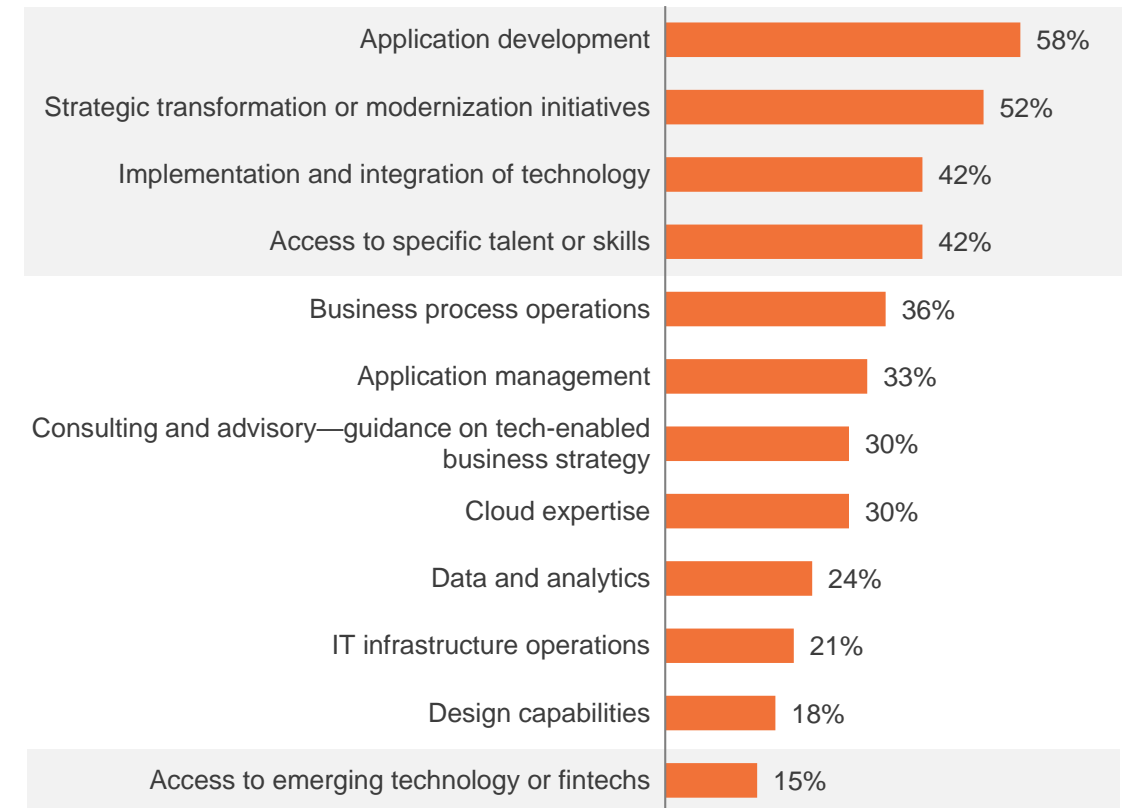 Application development 58%
Strategic transformation or modernization initiatives 52%
Implementation and integration of technology 42%
Access to specific talent or skills 42%
Business process operations 36%
Application management 33%
Consulting and advisory—guidance on tech-enabled
business strategy 30%
Cloud expertise 30%
Data and analytics 24%
IT infrastructure operations 21%
Design capabilities 18%
Access to emerging technology or fintechs 15%